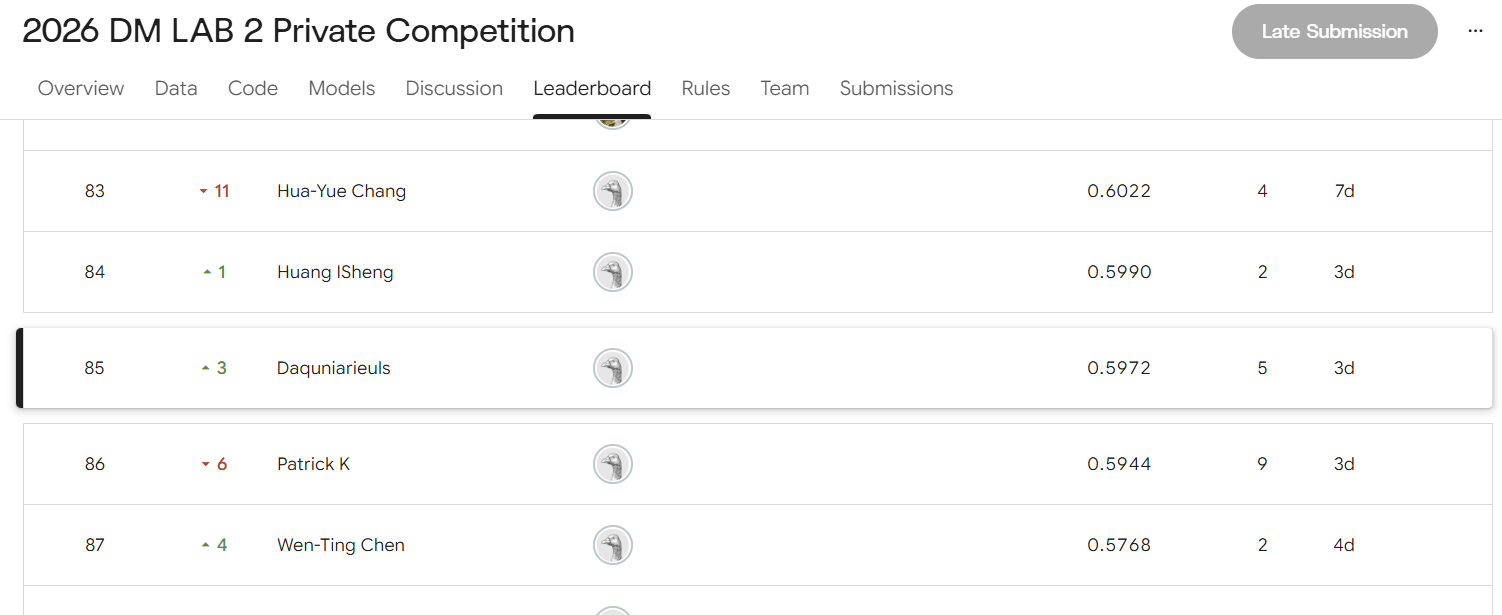 2026 DM LAB 2 Private Competition
Late Submission
...
Overview Data Code Models Discussion Leaderboard Rules Team Submissions
83 11 Hua-Yue Chang 0.6022 4 7d
84 1 Huang ISheng 0.5990 2 3d
85 3 Daquniarieuls 0.5972 5 3d
86 6 Patrick K 0.5944 9 3d
87 4 Wen-Ting Chen 0.5768 2 4d